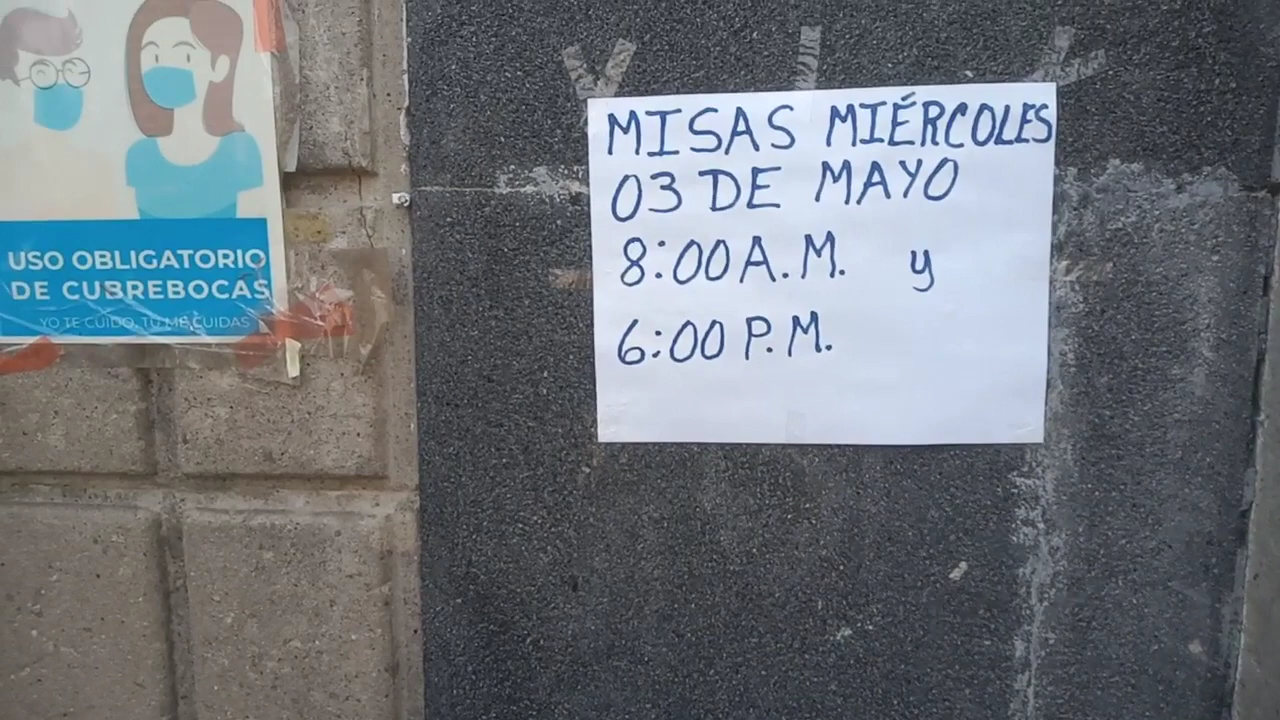 USO OBLIGATORIO
DE CUBREBOCAS
YO TE CUIDO, TÚ ME CUIDAS
MISAS MIÉRCOLES
03 DE MAYO
8:00 A.M. y
6:00 P.M.